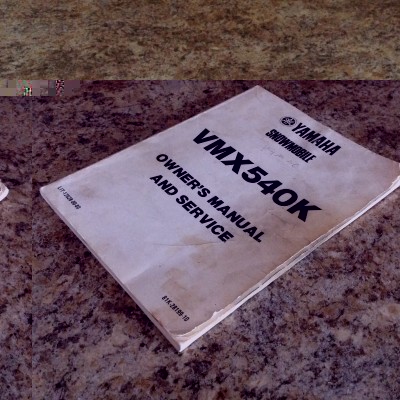 YAMAHA
SNOWMOBILE
VMX540K
OWNER'S MANUAL
AND SERVICE